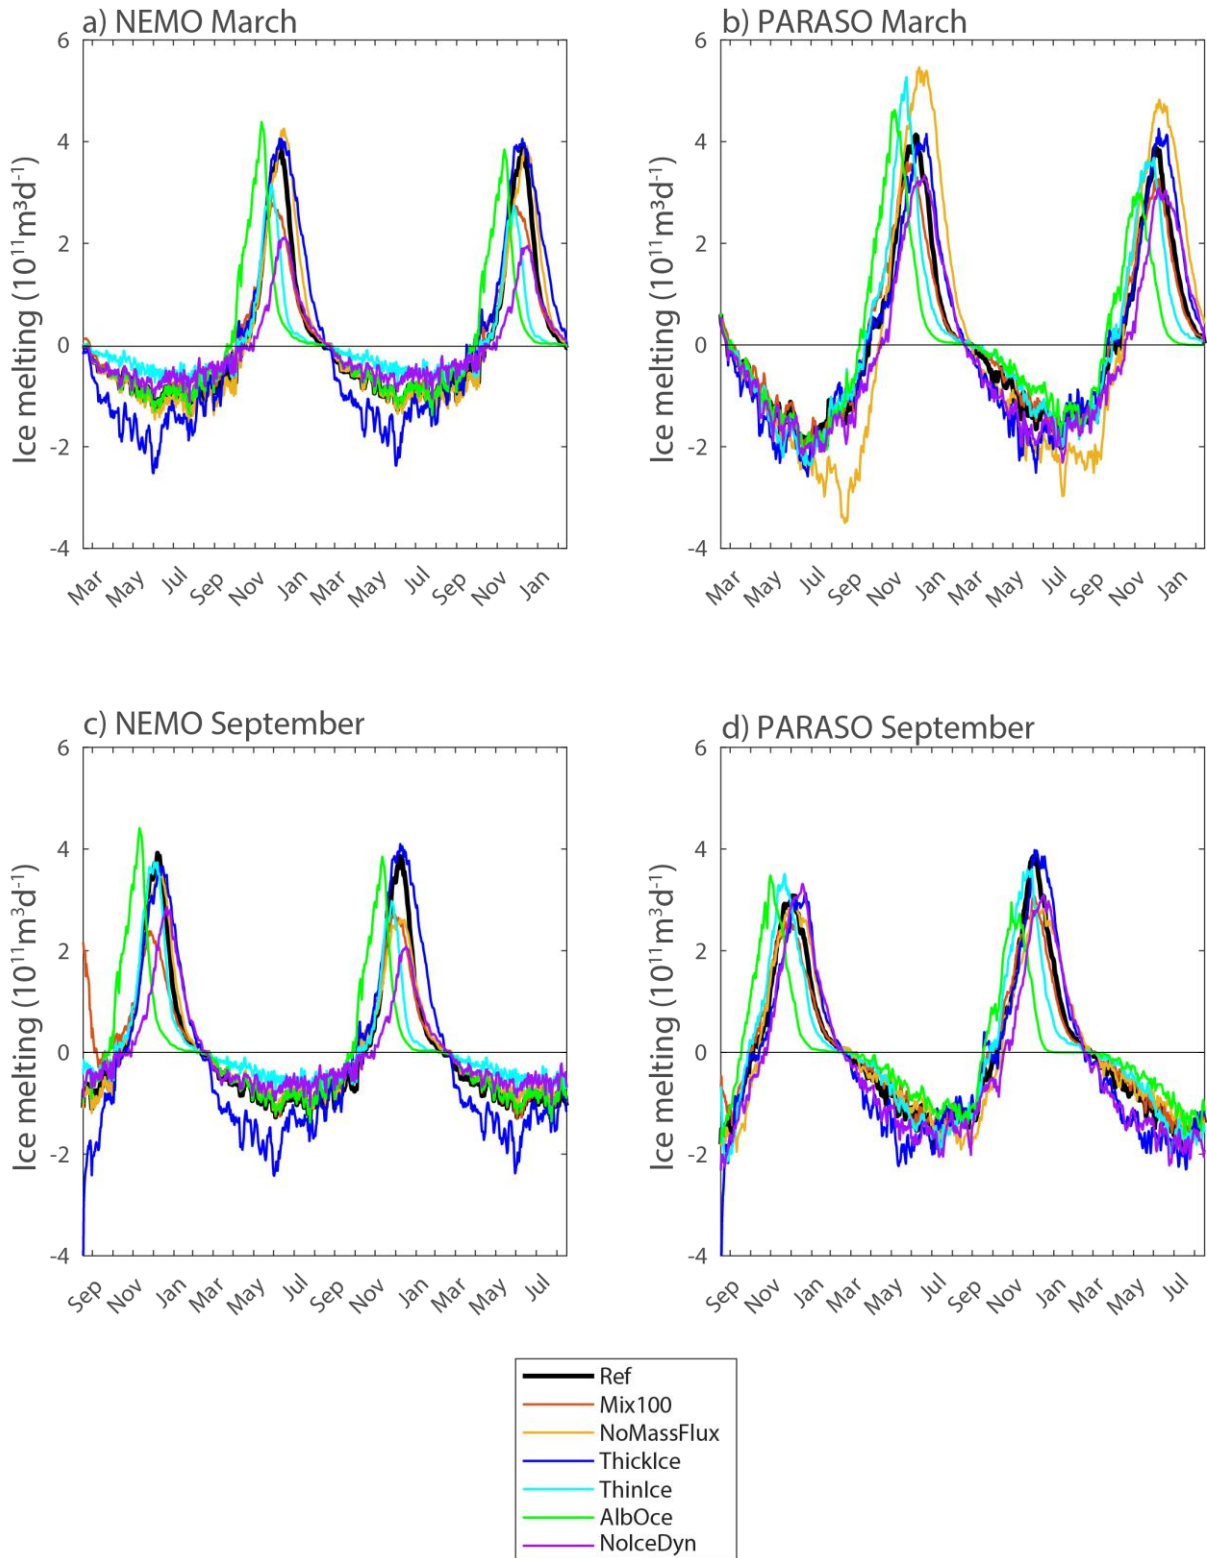 a) NEMO March
b) PARASO March
6
4
2
0
-2
-4
Ice melting (10¹¹m³d⁻¹)
Mar May Jul Sep Nov Jan Mar May Jul Sep Nov Jan
6
4
2
0
-2
-4
Ice melting (10¹¹m³d⁻¹)
Mar May Jul Sep Nov Jan Mar May Jul Sep Nov Jan
c) NEMO September
d) PARASO September
6
4
2
0
-2
-4
Ice melting (10¹¹m³d⁻¹)
Sep Nov Jan Mar May Jul Sep Nov Jan Mar May Jul
6
4
2
0
-2
-4
Ice melting (10¹¹m³d⁻¹)
Sep Nov Jan Mar May Jul Sep Nov Jan Mar May Jul
Ref
Mix100
NoMassFlux
ThickIce
ThinIce
AlbOce
NoIceDyn